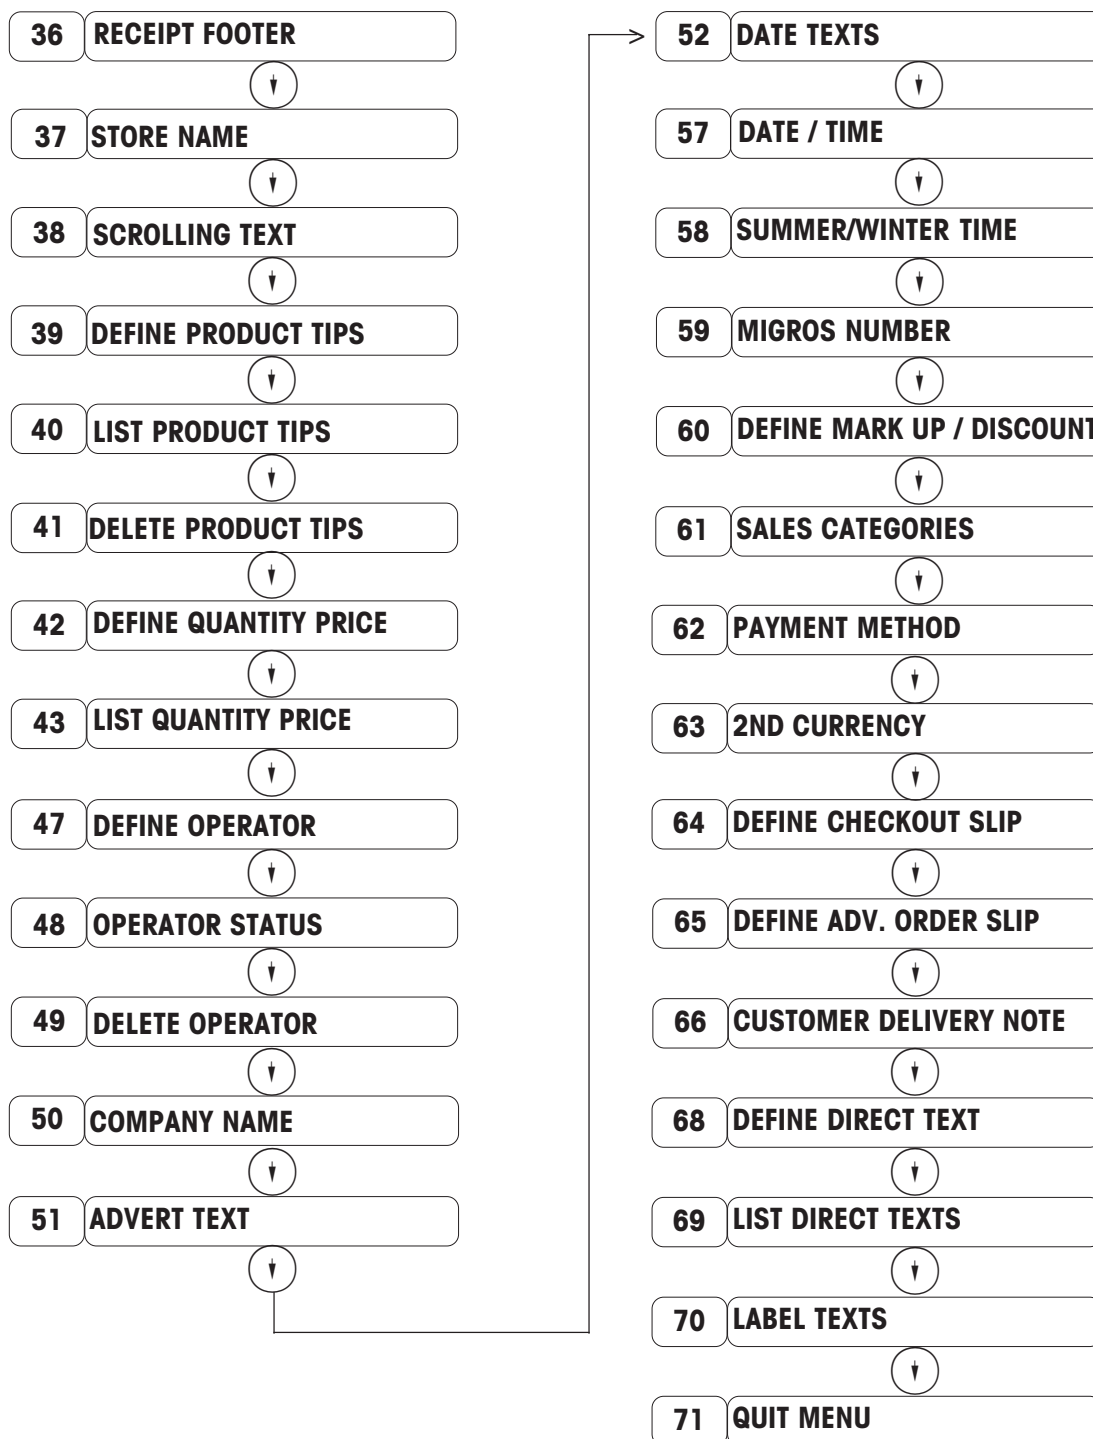 36 RECEIPT FOOTER
37 STORE NAME
38 SCROLLING TEXT
39 DEFINE PRODUCT TIPS
40 LIST PRODUCT TIPS
41 DELETE PRODUCT TIPS
42 DEFINE QUANTITY PRICE
43 LIST QUANTITY PRICE
47 DEFINE OPERATOR
48 OPERATOR STATUS
49 DELETE OPERATOR
50 COMPANY NAME
51 ADVERT TEXT
52 DATE TEXTS
57 DATE / TIME
58 SUMMER/WINTER TIME
59 MIGROS NUMBER
60 DEFINE MARK UP / DISCOUNT
61 SALES CATEGORIES
62 PAYMENT METHOD
63 2ND CURRENCY
64 DEFINE CHECKOUT SLIP
65 DEFINE ADV. ORDER SLIP
66 CUSTOMER DELIVERY NOTE
68 DEFINE DIRECT TEXT
69 LIST DIRECT TEXTS
70 LABEL TEXTS
71 QUIT MENU